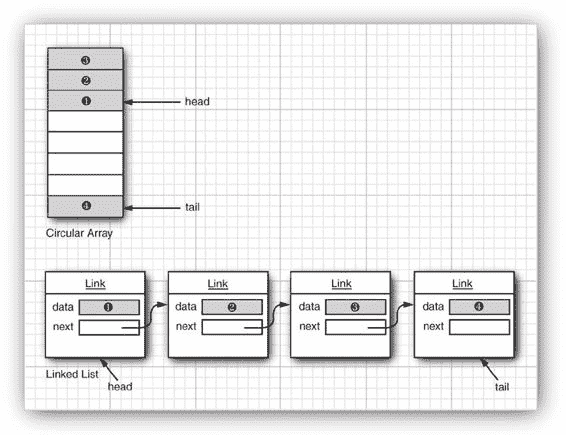 ❸
❷
❶
head
❹
tail
Circular Array
Link
Link
Link
Link
data ❶
data ❷
data ❸
data ❹
next
next
next
next
Linked List
head
tail